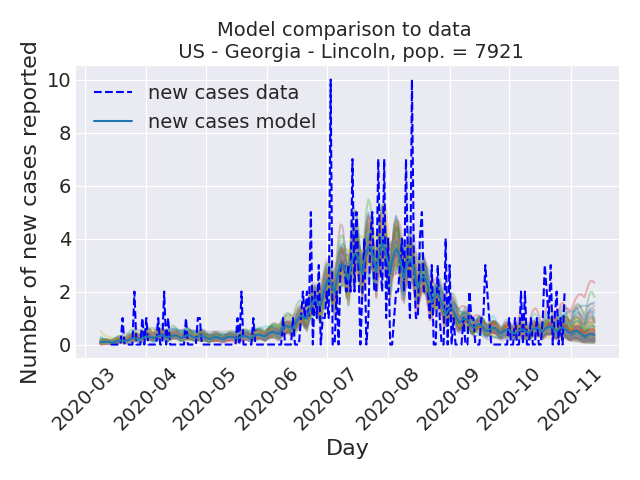 Model comparison to data
US - Georgia - Lincoln, pop. = 7921
Number of new cases reported
10
8
6
4
2
0
new cases data
new cases model
2020-03
2020-04
2020-05
2020-06
2020-07
2020-08
2020-09
2020-10
2020-11
Day